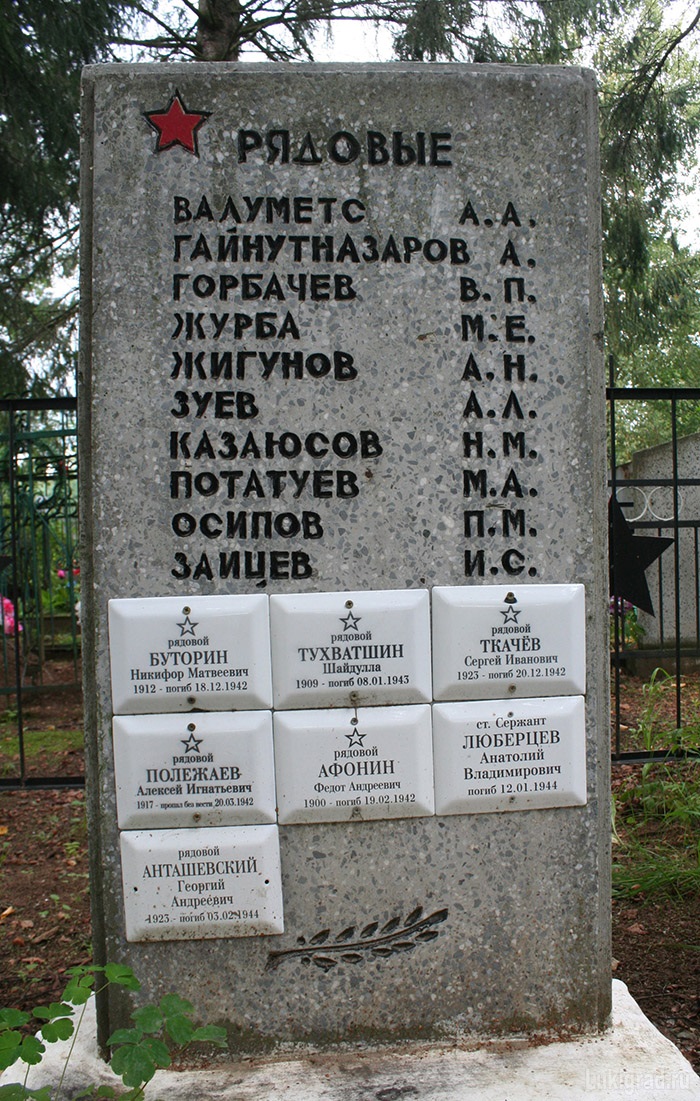 РЯДОВЫЕ
ВАЛУМЕТС А.А.
ГАЙНУТНАЗАРОВ А.
ГОРБАЧЕВ В.П.
ЖУРБА М.Е.
ЖИГУНОВ А.Н.
ЗУЕВ А.Л.
КАЗАЮСОВ Н.М.
ПОТАТУЕВ М.А.
ОСИПОВ П.М.
ЗАЙЦЕВ И.С.
рядовой
БУТОРИН
Никифор Матвеевич
1912 - погиб 18.12.1942
рядовой
ТУХВАТШИН
Шайдулла
1909 - погиб 08.01.1943
рядовой
ТКАЧЁВ
Сергей Иванович
1923 - погиб 20.12.1942
рядовой
ПОЛЕЖАЕВ
Алексей Игнатьевич
1917 - пропал без вести 20.03.1942
рядовой
АФОНИН
Федот Андреевич
1900 - погиб 19.02.1942
ст. Сержант
ЛЮБЕРЦЕВ
Анатолий
Владимирович
погиб 12.01.1944
рядовой
АНТАШЕВСКИЙ
Георгий
Андреевич
1923 - погиб 03.02.1944
lukigrad.ru